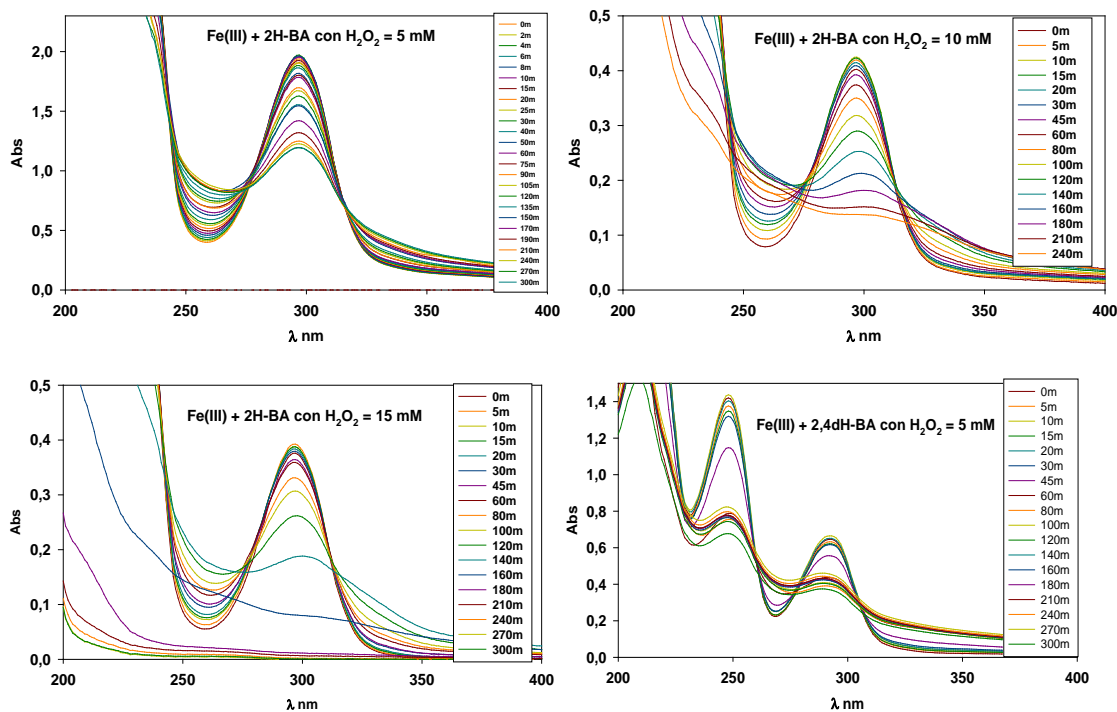 Fe(III) + 2H-BA con H2O2 = 5 mM
Abs
2,0
1,5
1,0
0,5
0,0
200 250 300 350 400
λ nm
0m
2m
4m
6m
8m
10m
15m
20m
25m
30m
40m
50m
60m
75m
90m
105m
120m
135m
150m
170m
190m
210m
240m
270m
300m
Fe(III) + 2H-BA con H2O2 = 10 mM
Abs
0,5
0,4
0,3
0,2
0,1
0,0
200 250 300 350 400
λ nm
0m
5m
10m
15m
20m
30m
45m
60m
80m
100m
120m
140m
160m
180m
210m
240m
Fe(III) + 2H-BA con H2O2 = 15 mM
Abs
0,5
0,4
0,3
0,2
0,1
0,0
200 250 300 350 400
λ nm
0m
5m
10m
15m
20m
30m
45m
60m
80m
100m
120m
140m
160m
180m
210m
240m
270m
300m
Fe(III) + 2,4dH-BA con H2O2 = 5 mM
Abs
1,4
1,2
1,0
0,8
0,6
0,4
0,2
0,0
200 250 300 350 400
λ nm
0m
5m
10m
15m
20m
30m
45m
60m
80m
100m
120m
140m
160m
180m
210m
240m
270m
300m